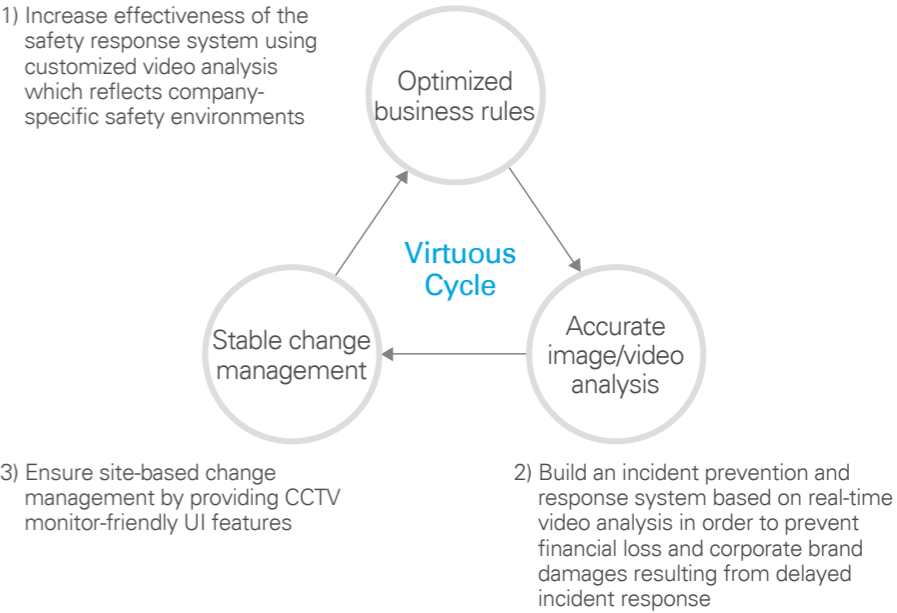 1) Increase effectiveness of the
safety response system using
customized video analysis
which reflects company-
specific safety environments
Optimized
business rules
Virtuous
Cycle
Stable change
management
Accurate
image/video
analysis
3) Ensure site-based change
management by providing CCTV
monitor-friendly UI features
2) Build an incident prevention and
response system based on real-time
video analysis in order to prevent
financial loss and corporate brand
damages resulting from delayed
incident response